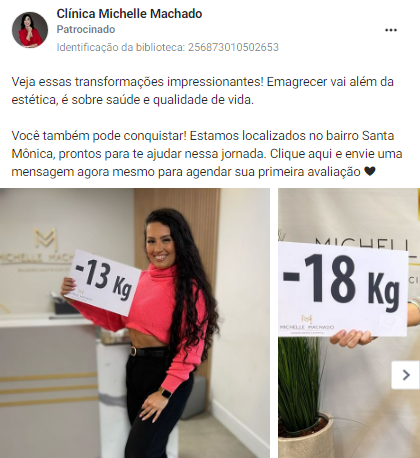 Clínica Michelle Machado
Patrocinado
Identificação da biblioteca: 256873010502653
Veja essas transformações impressionantes! Emagrecer vai além da
estética, é sobre saúde e qualidade de vida.
Você também pode conquistar! Estamos localizados no bairro Santa
Mônica, prontos para te ajudar nessa jornada. Clique aqui e envie uma
mensagem agora mesmo para agendar sua primeira avaliação 🖤
MICHELLE MACHADO
-13 Kg
MICHELLE
-18 Kg
MICHELLE MACHADO